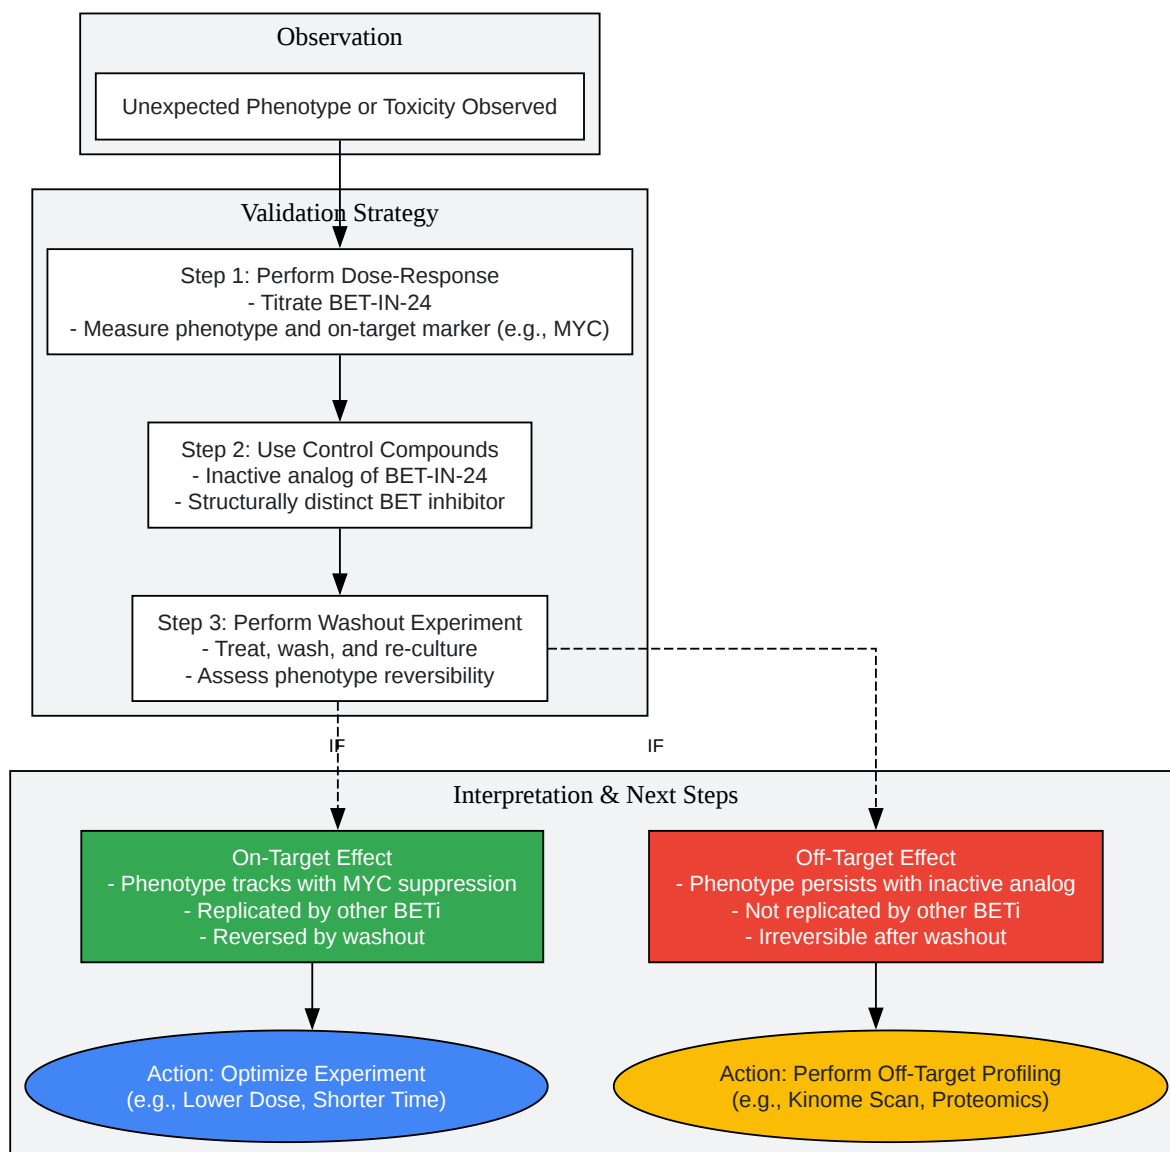 Observation
Unexpected Phenotype or Toxicity Observed
Validation Strategy
Step 1: Perform Dose-Response
- Titrate BET-IN-24
- Measure phenotype and on-target marker (e.g., MYC)
Step 2: Use Control Compounds
- Inactive analog of BET-IN-24
- Structurally distinct BET inhibitor
Step 3: Perform Washout Experiment
- Treat, wash, and re-culture
- Assess phenotype reversibility
IF
IF
Interpretation & Next Steps
On-Target Effect
- Phenotype tracks with MYC suppression
- Replicated by other BETi
- Reversed by washout
Off-Target Effect
- Phenotype persists with inactive analog
- Not replicated by other BETi
- Irreversible after washout
Action: Optimize Experiment
(e.g., Lower Dose, Shorter Time)
Action: Perform Off-Target Profiling
(e.g., Kinome Scan, Proteomics)